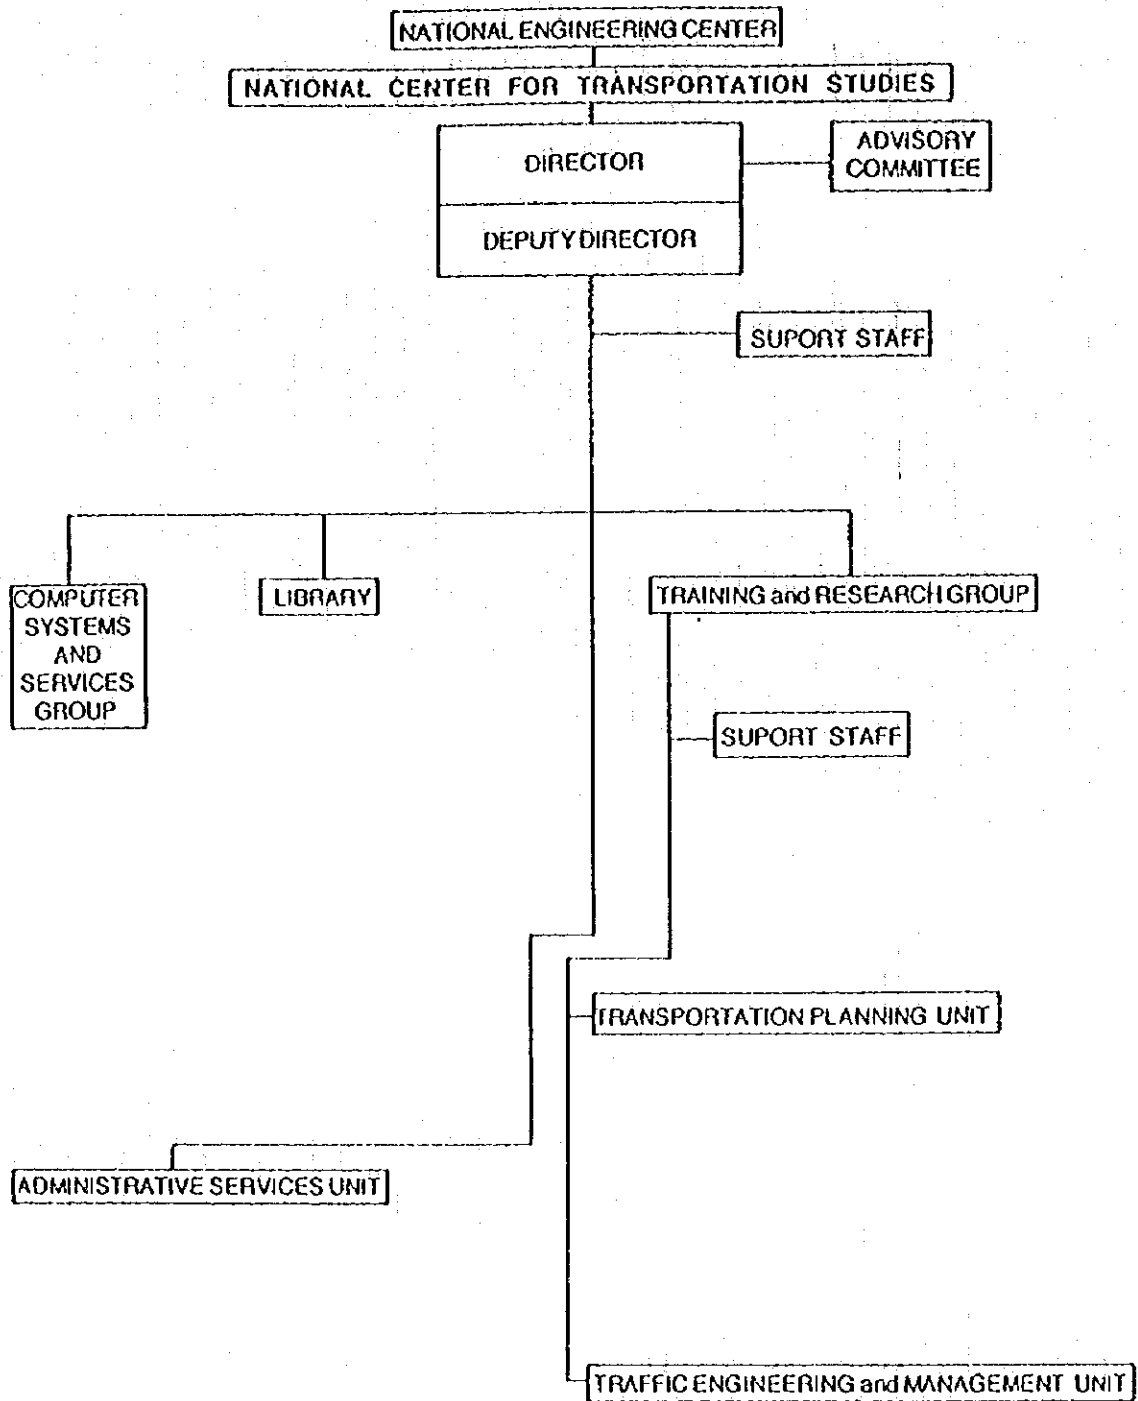 NATIONAL ENGINEERING CENTER
NATIONAL CENTER FOR TRANSPORTATION STUDIES
DIRECTOR
ADVISORY
COMMITTEE
DEPUTY DIRECTOR
SUPORT STAFF
COMPUTER
SYSTEMS
AND
SERVICES
GROUP
LIBRARY
TRAINING and RESEARCH GROUP
SUPORT STAFF
TRANSPORTATION PLANNING UNIT
ADMINISTRATIVE SERVICES UNIT
TRAFFIC ENGINEERING and MANAGEMENT UNIT